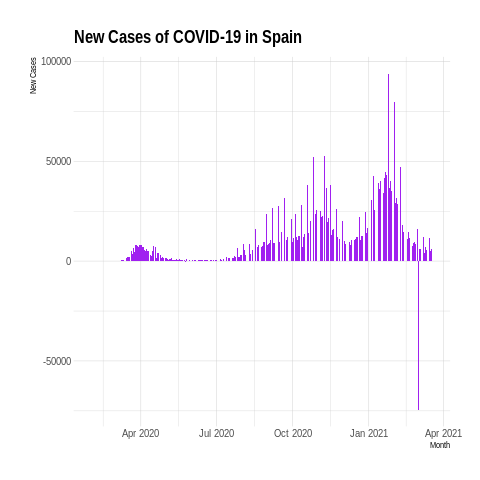 New Cases of COVID-19 in Spain
New Cases
100000
50000
0
-50000
Apr 2020 Jul 2020 Oct 2020 Jan 2021 Apr 2021
Month